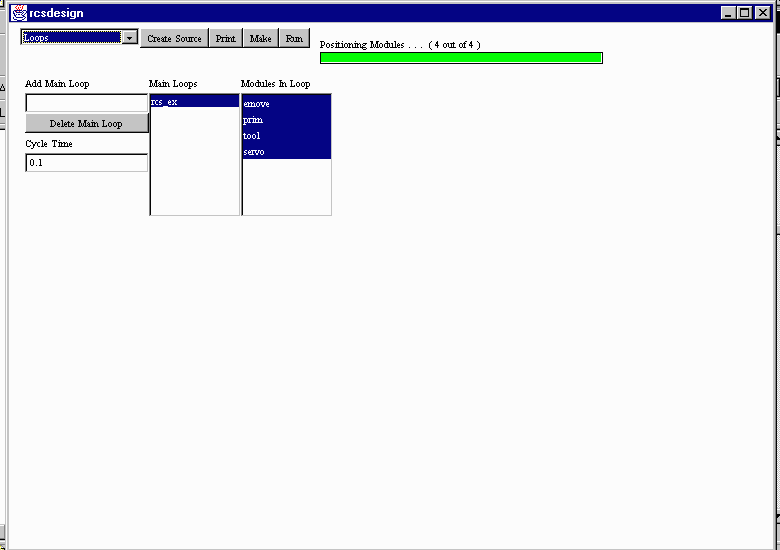 rcsdesign
Loops
Create Source
Print
Make
Run
Positioning Modules . . . ( 4 out of 4 )
Add Main Loop
Main Loops
Modules In Loop
rcs_ex
emove
Delete Main Loop
prim
tool
Cycle Time
servo
0.1